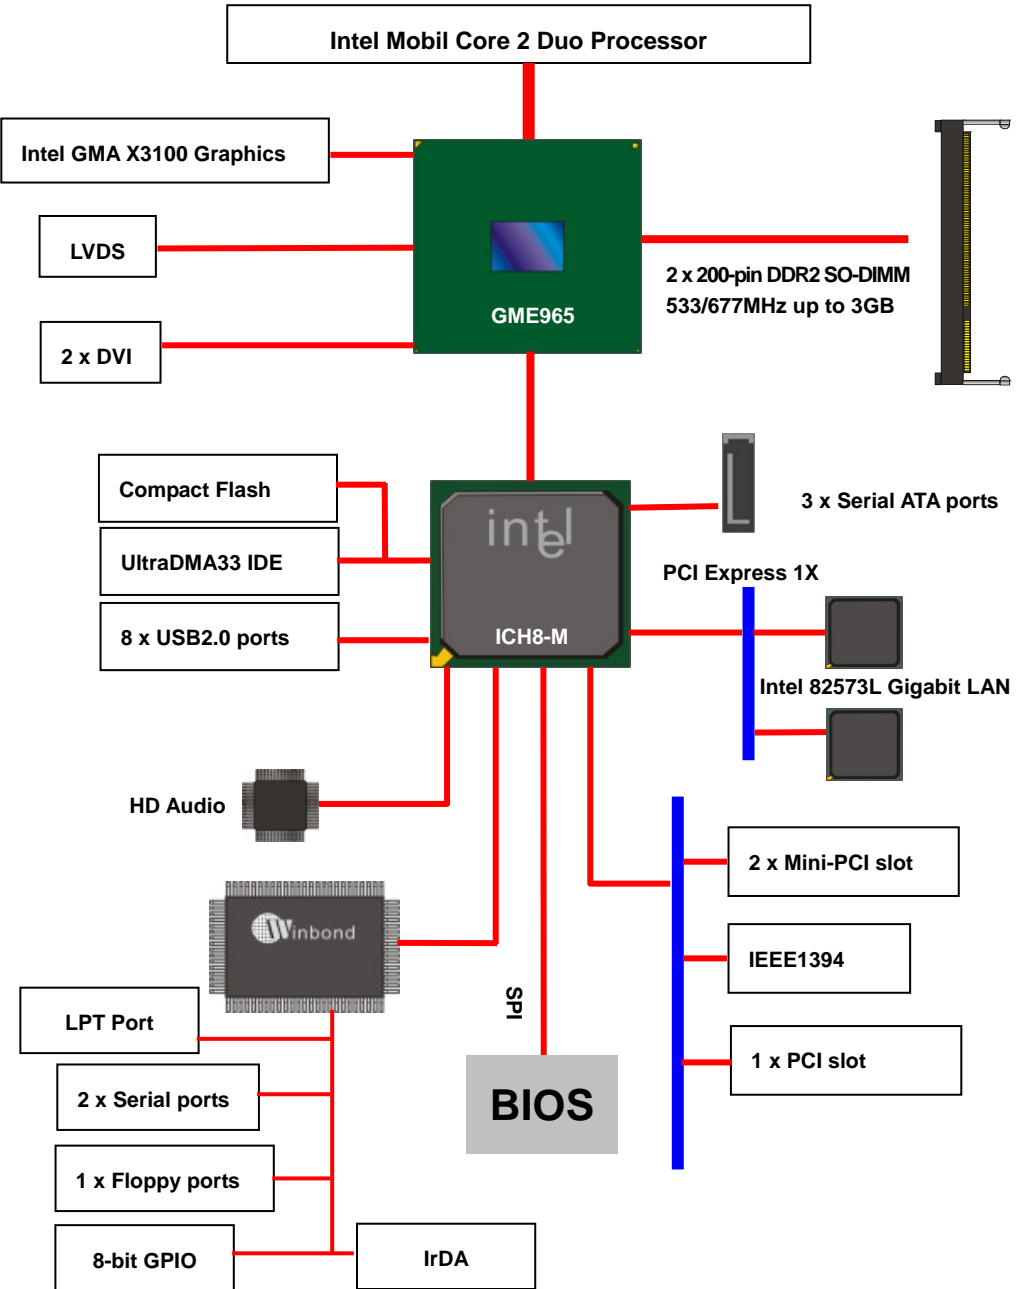 Intel Mobil Core 2 Duo Processor
Intel GMA X3100 Graphics
LVDS
2 x DVI
GME965
2 x 200-pin DDR2 SO-DIMM
533/677MHz up to 3GB
Compact Flash
UltraDMA33 IDE
8 x USB2.0 ports
intel
ICH8-M
3 x Serial ATA ports
PCI Express 1X
Intel 82573L Gigabit LAN
HD Audio
Winbond
SPI
BIOS
2 x Mini-PCI slot
IEEE1394
1 x PCI slot
LPT Port
2 x Serial ports
1 x Floppy ports
8-bit GPIO
IrDA